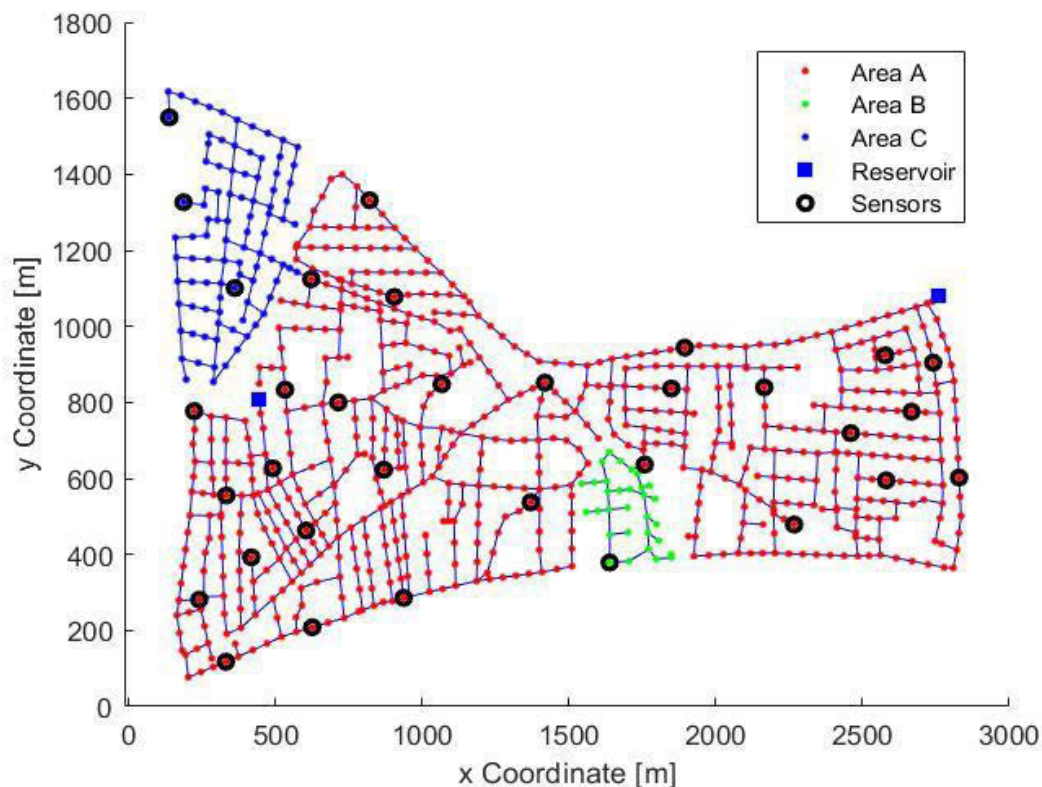 1800
1600
1400
1200
1000
800
600
400
200
0
y Coordinate [m]
Area A
Area B
Area C
Reservoir
Sensors
0 500 1000 1500 2000 2500 3000
x Coordinate [m]